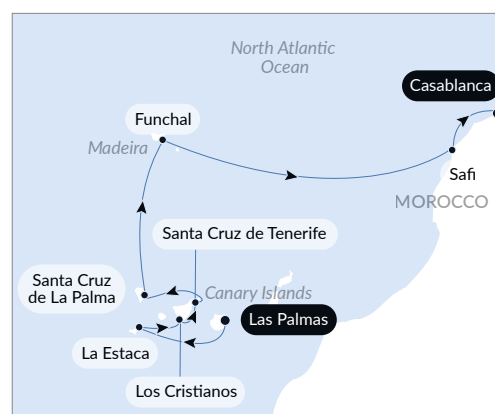 North Atlantic
Ocean
Casablanca
Funchal
Madeira
Safi
MOROCCO
Santa Cruz de Tenerife
Santa Cruz
de La Palma
Canary Islands
Las Palmas
La Estaca
Los Cristianos